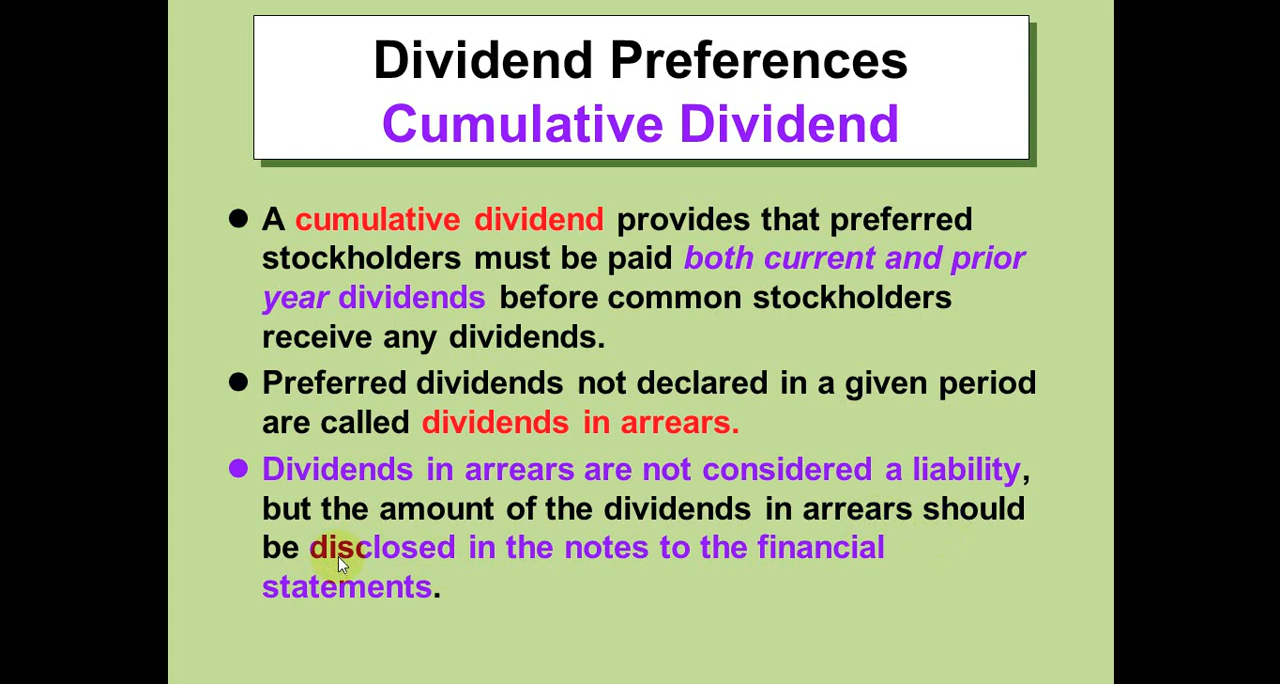 Dividend Preferences
Cumulative Dividend
● A cumulative dividend provides that preferred
stockholders must be paid both current and prior
year dividends before common stockholders
receive any dividends.
● Preferred dividends not declared in a given period
are called dividends in arrears.
● Dividends in arrears are not considered a liability,
but the amount of the dividends in arrears should
be disclosed in the notes to the financial
statements.